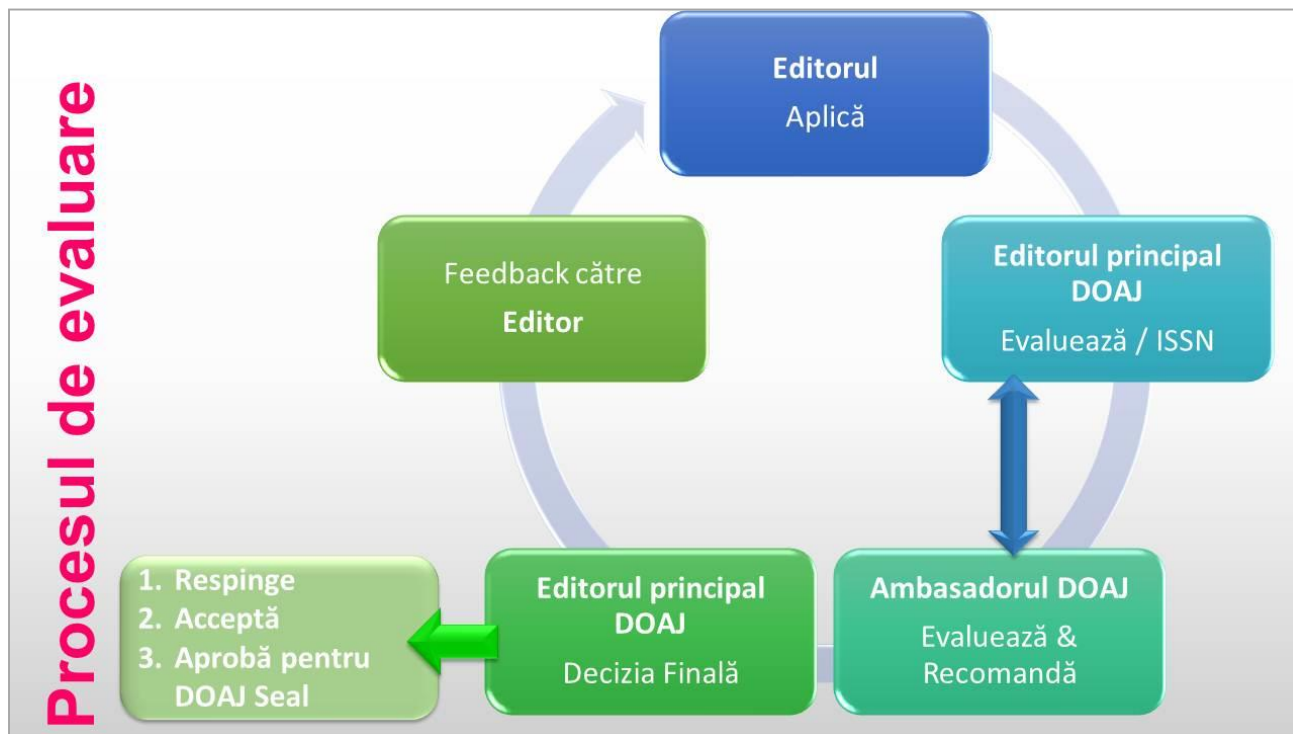 Procesul de evaluare
Editorul
Aplică
Editorul principal
DOAJ
Evaluează / ISSN
Ambasadorul DOAJ
Evaluează &
Recomandă
Editorul principal
DOAJ
Decizia Finală
1. Respinge
2. Acceptă
3. Aprobă pentru
DOAJ Seal
Feedback către
Editor